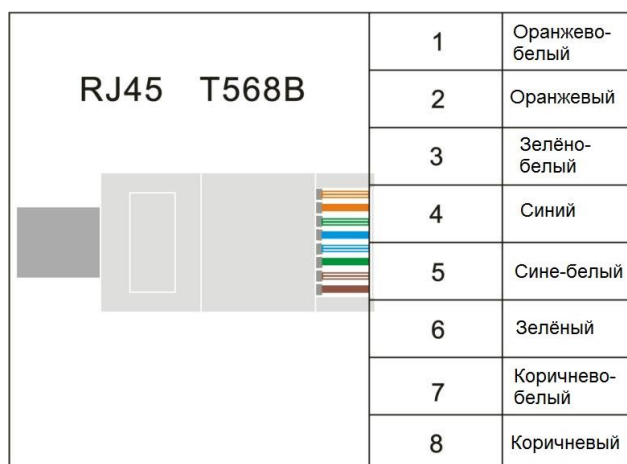 RJ45 T568B
1 Оранжево-
белый
2 Оранжевый
3 Зелёно-
белый
4 Синий
5 Сине-белый
6 Зелёный
7 Коричнево-
белый
8 Коричневый